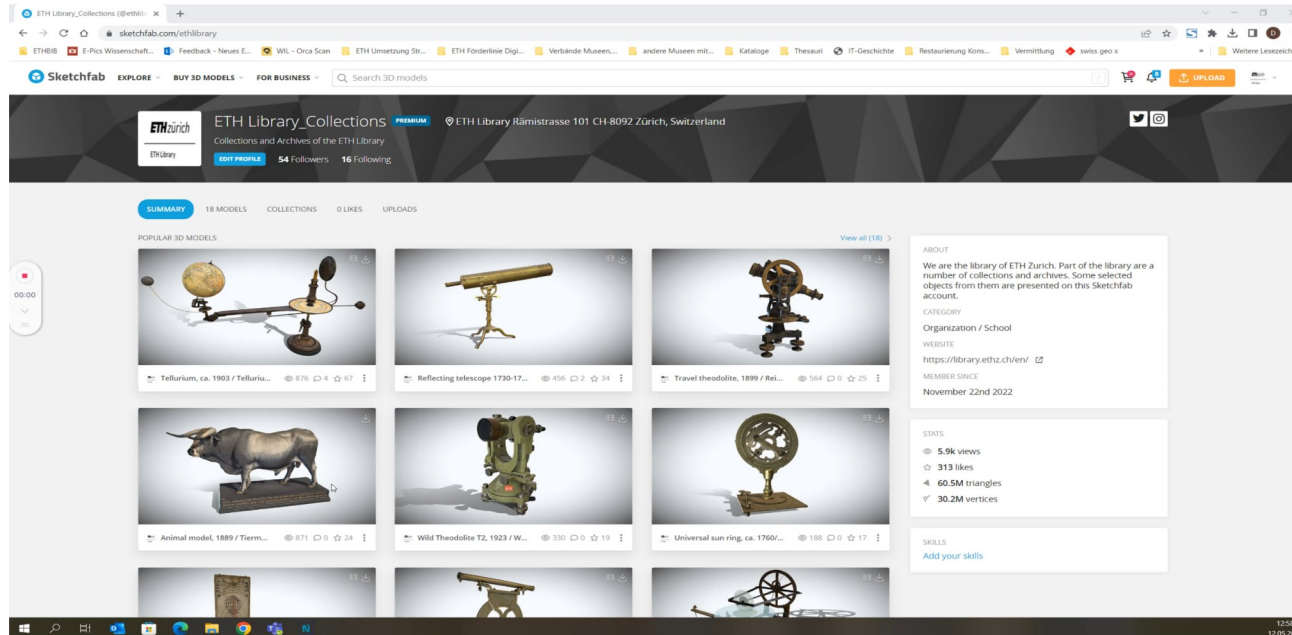 ETH Library_Collections (@ethlib
sketchfab.com/ethlibrary
ETHBIB E-Pics Wissenschaft... Feedback - Neues E... WIL - Orca Scan ETH Umsetzung Str... ETH Förderlinie Digi... Verbände Museen,... andere Museen mit... Kataloge Thesauri IT-Geschichte Restaurierung Kons... Vermittlung swiss geo x » Weitere Lesezeich
Sketchfab EXPLORE BUY 3D MODELS FOR BUSINESS Search 3D models / UPLOAD
ETH zürich
ETH Library
ETH Library_Collections PREMIUM ETH Library Rämistrasse 101 CH-8092 Zürich, Switzerland
Collections and Archives of the ETH Library
EDIT PROFILE 54 Followers 16 Following
SUMMARY 18 MODELS COLLECTIONS 0 LIKES UPLOADS
POPULAR 3D MODELS View all (18)
00:00
Tellurium, ca. 1903 / Telluriu... 876 4 67
Reflecting telescope 1730-17... 456 2 34
Travel theodolite, 1899 / Rei... 564 0 25
Animal model, 1889 / Tierm... 871 0 24
Wild Theodolite T2, 1923 / W... 330 0 19
Universal sun ring, ca. 1760/... 188 0 17
ABOUT
We are the library of ETH Zurich. Part of the library are a
number of collections and archives. Some selected
objects from them are presented on this Sketchfab
account.
CATEGORY
Organization / School
WEBSITE
https://library.ethz.ch/en/
MEMBER SINCE
November 22nd 2022
STATS
5.9k views
313 likes
60.5M triangles
30.2M vertices
SKILLS
Add your skills
12:58
12.05.20